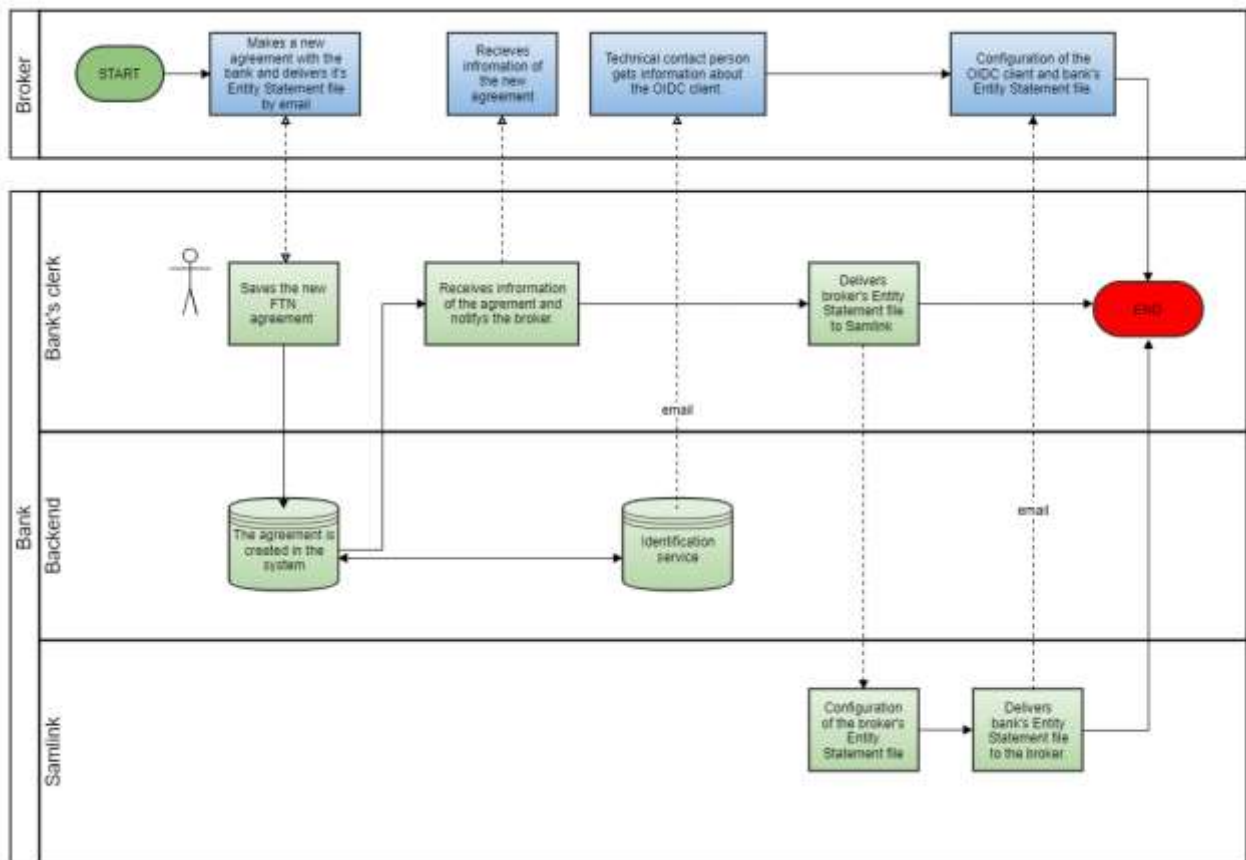 Broker
START
Makes a new
agreement with the
bank and delivers it's
Entity Statement file
by email
Recieves
infromation of
the new
agreement
Technical contact person
gets information about
the OIDC client.
Configuration of the
OIDC client and bank's
Entity Statement file.
Bank
Bank's clerk
Saves the new
FTN
agreement
Receives infrormation
of the agrement and
notifys the broker.
Delivers
broker's Entity
Statement file
to Samlink
END
email
Backend
The agreement is
created in the
system
Identification
service
email
Samlink
Configuration
of the broker's
Entity
Statement file
Delivers
bank's Entity
Statement file
to the broker